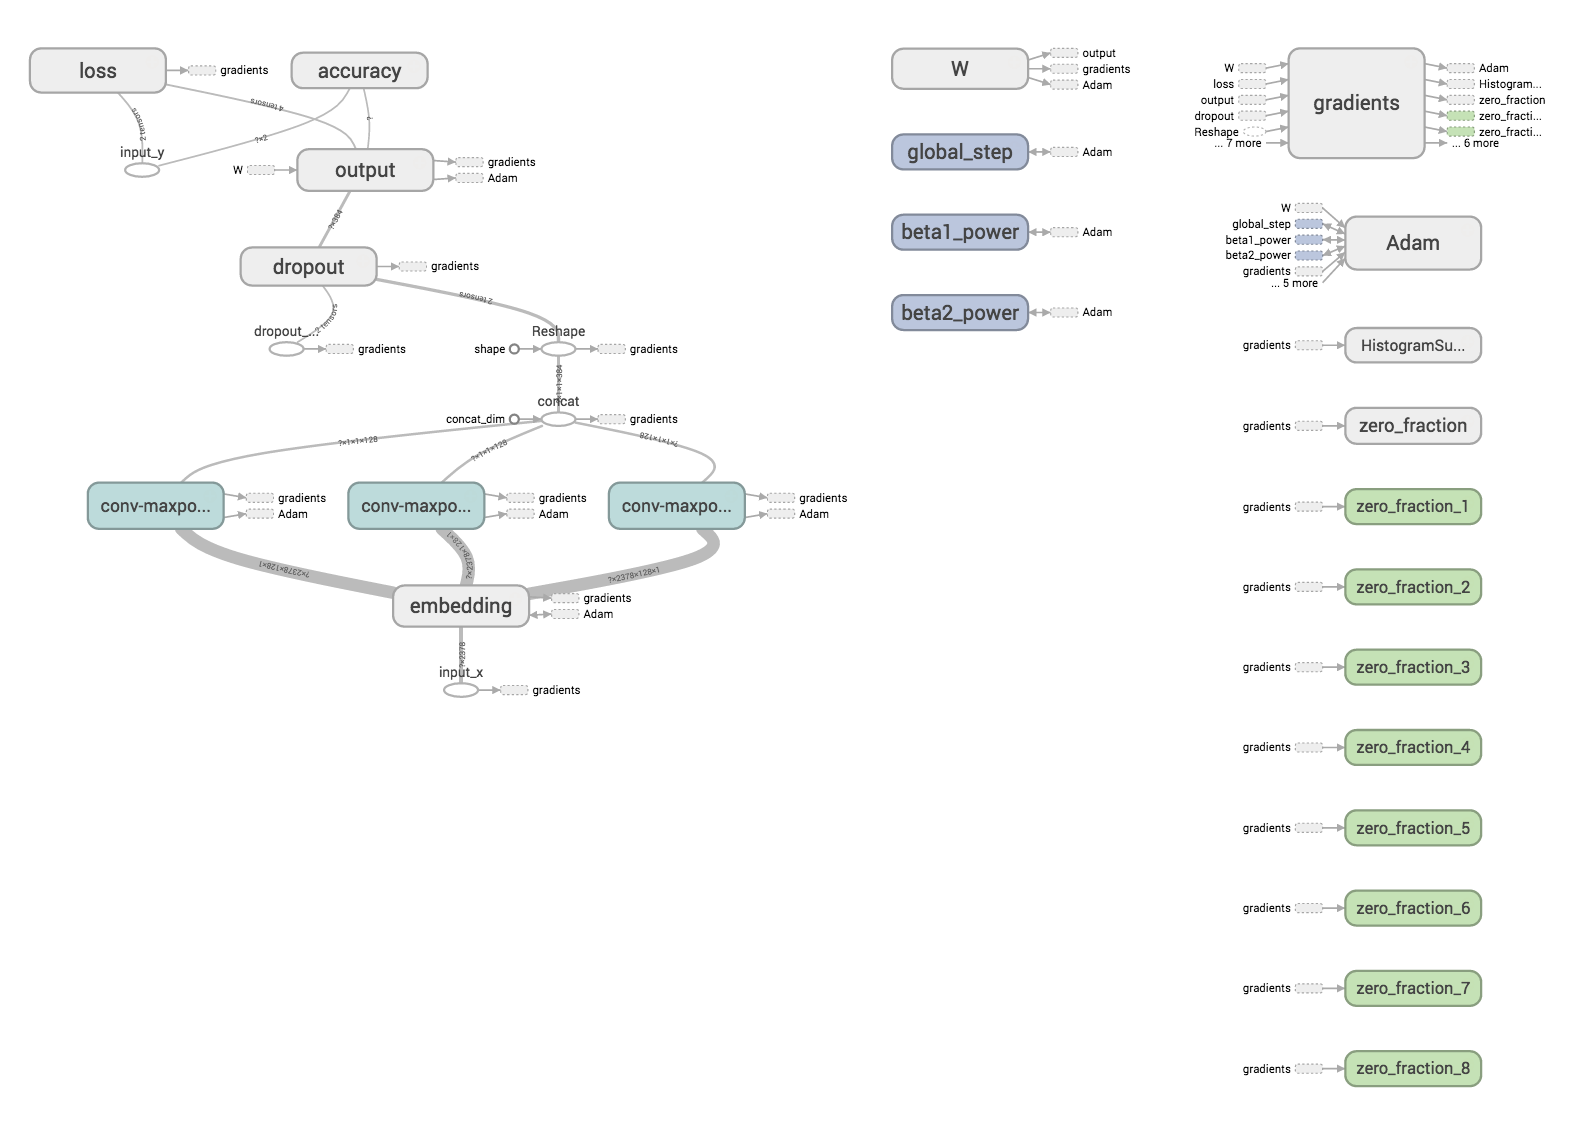 loss
gradients
accuracy
4 tensors
2 tensors
?
?×2
input_y
W
output
gradients
Adam
?×384
dropout
gradients
2 tensors
2 tensors
dropout_...
gradients
Reshape
shape
gradients
?×1×1×384
concat
concat_dim
gradients
?×1×1×128
?×1×1×128
?×1×1×128
conv-maxpo...
gradients
Adam
conv-maxpo...
gradients
Adam
conv-maxpo...
gradients
Adam
?×2378×128×1
?×2378×128×1
?×2378×128×1
embedding
gradients
Adam
?×2378
input_x
gradients
W
output
gradients
Adam
global_step
Adam
beta1_power
Adam
beta2_power
Adam
W
loss
output
dropout
Reshape
... 7 more
gradients
Adam
Histogram...
zero_fraction
zero_fracti...
zero_fracti...
... 6 more
W
global_step
beta1_power
beta2_power
gradients
... 5 more
Adam
gradients
HistogramSu...
gradients
zero_fraction
gradients
zero_fraction_1
gradients
zero_fraction_2
gradients
zero_fraction_3
gradients
zero_fraction_4
gradients
zero_fraction_5
gradients
zero_fraction_6
gradients
zero_fraction_7
gradients
zero_fraction_8